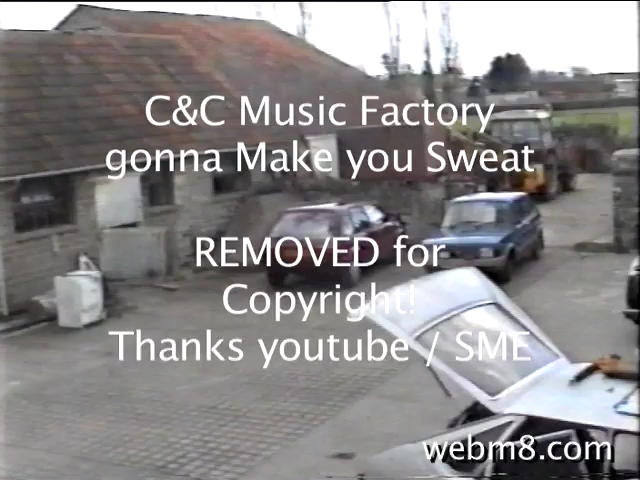 C&C Music Factory
gonna Make you Sweat
REMOVED for
Copyright!
Thanks youtube / SME
webm8.com